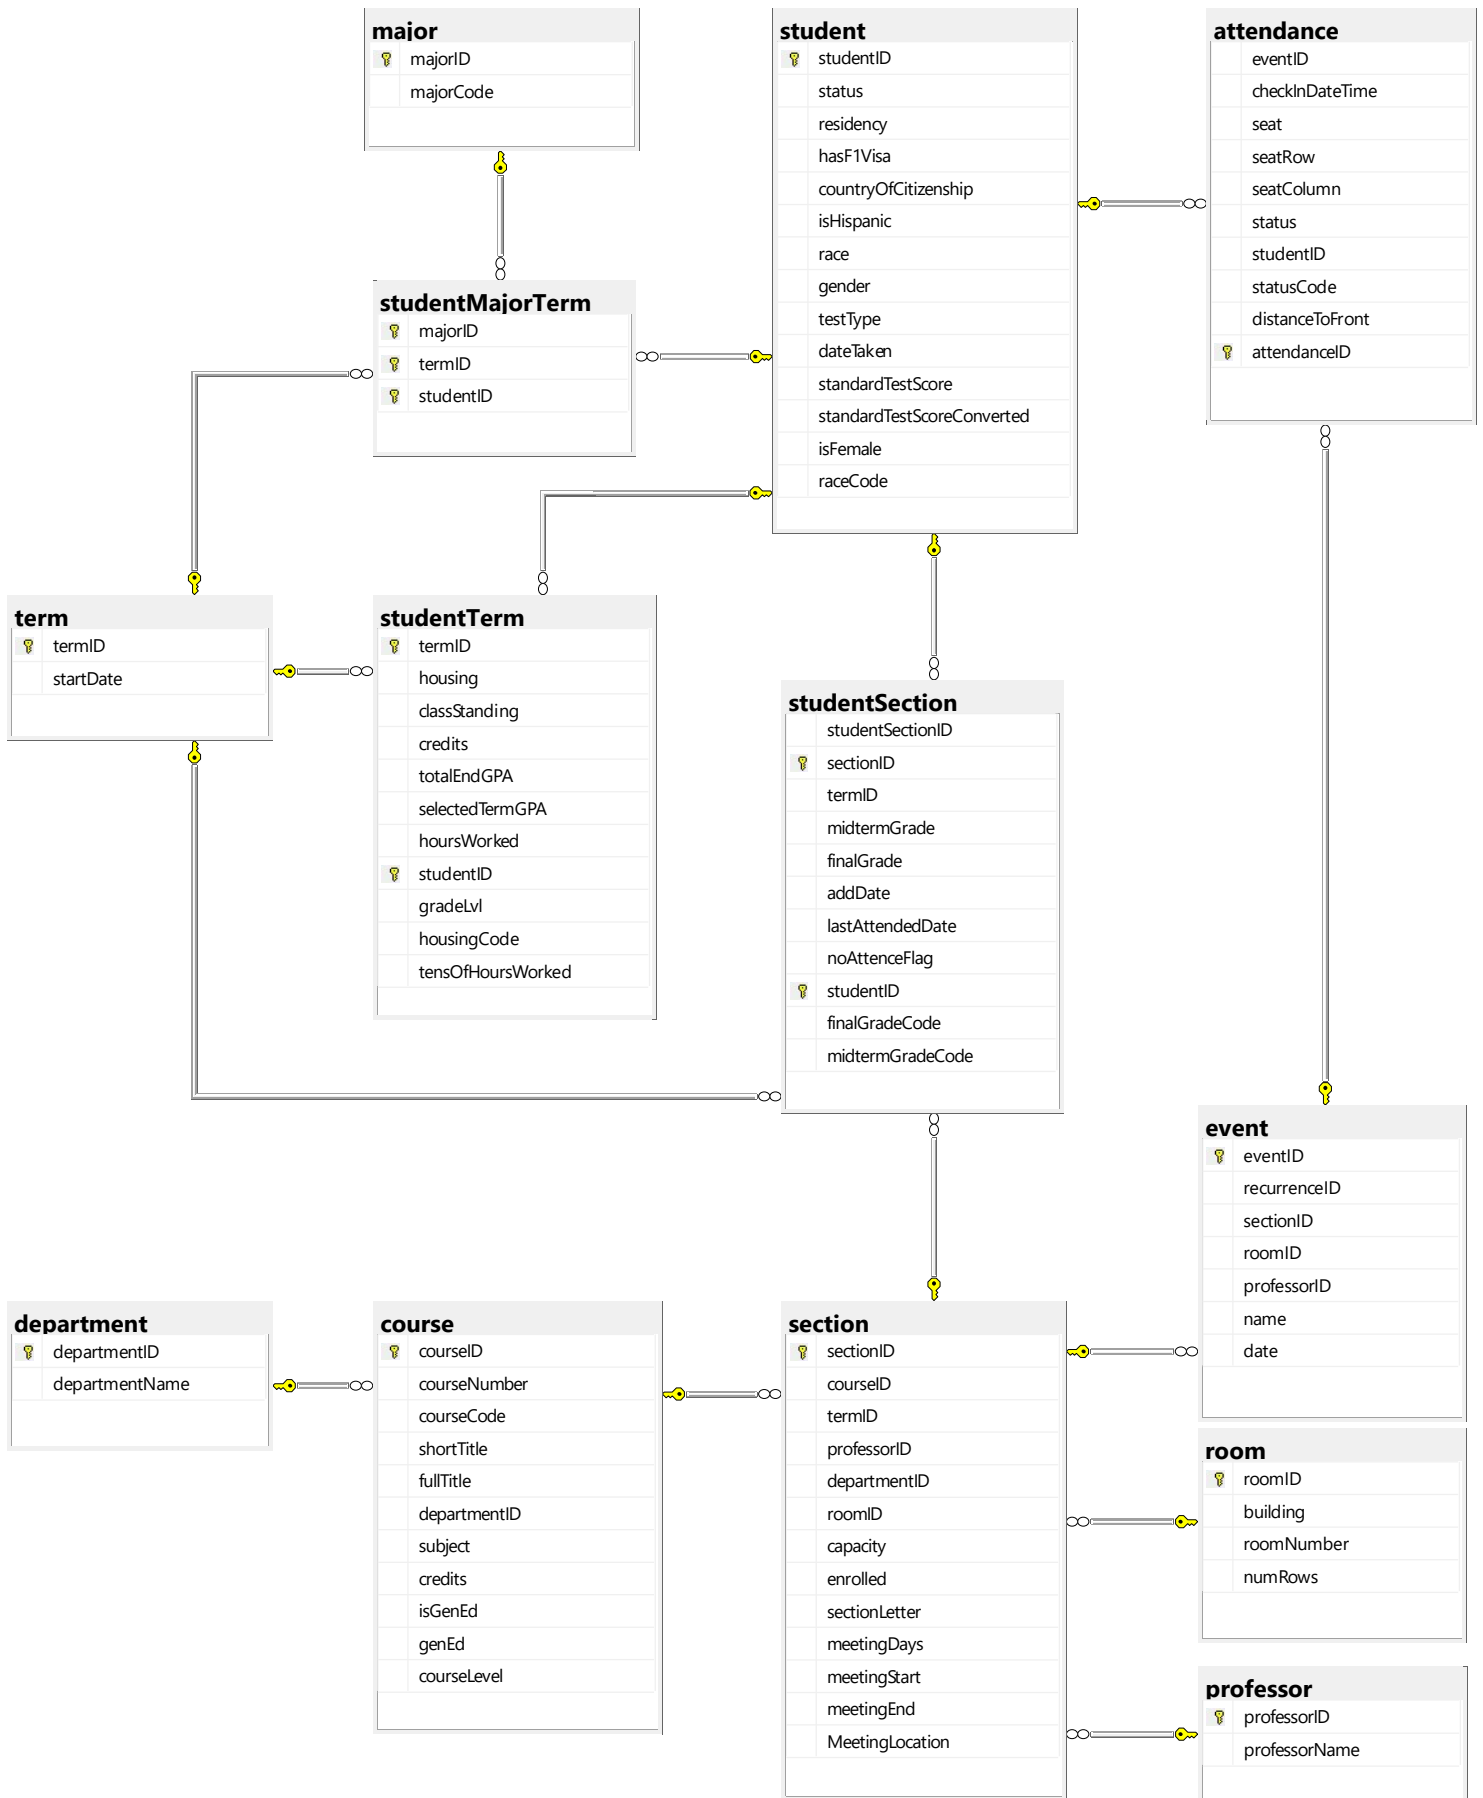 major
majorID
majorCode
student
studentID
status
residency
hasF1Visa
countryOfCitizenship
isHispanic
race
gender
testType
dateTaken
standardTestScore
standardTestScoreConverted
isFemale
raceCode
attendance
eventID
checkInDateTime
seat
seatRow
seatColumn
status
studentID
statusCode
distanceToFront
attendanceID
studentMajorTerm
majorID
termID
studentID
term
termID
startDate
studentTerm
termID
housing
classStanding
credits
totalEndGPA
selectedTermGPA
hoursWorked
studentID
gradeLvl
housingCode
tensOfHoursWorked
studentSection
studentSectionID
sectionID
termID
midtermGrade
finalGrade
addDate
lastAttendedDate
noAttenceFlag
studentID
finalGradeCode
midtermGradeCode
event
eventID
recurrenceID
sectionID
roomID
professorID
name
date
department
departmentID
departmentName
course
courseID
courseNumber
courseCode
shortTitle
fullTitle
departmentID
subject
credits
isGenEd
genEd
courseLevel
section
sectionID
courseID
termID
professorID
departmentID
roomID
capacity
enrolled
sectionLetter
meetingDays
meetingStart
meetingEnd
MeetingLocation
room
roomID
building
roomNumber
numRows
professor
professorID
professorName